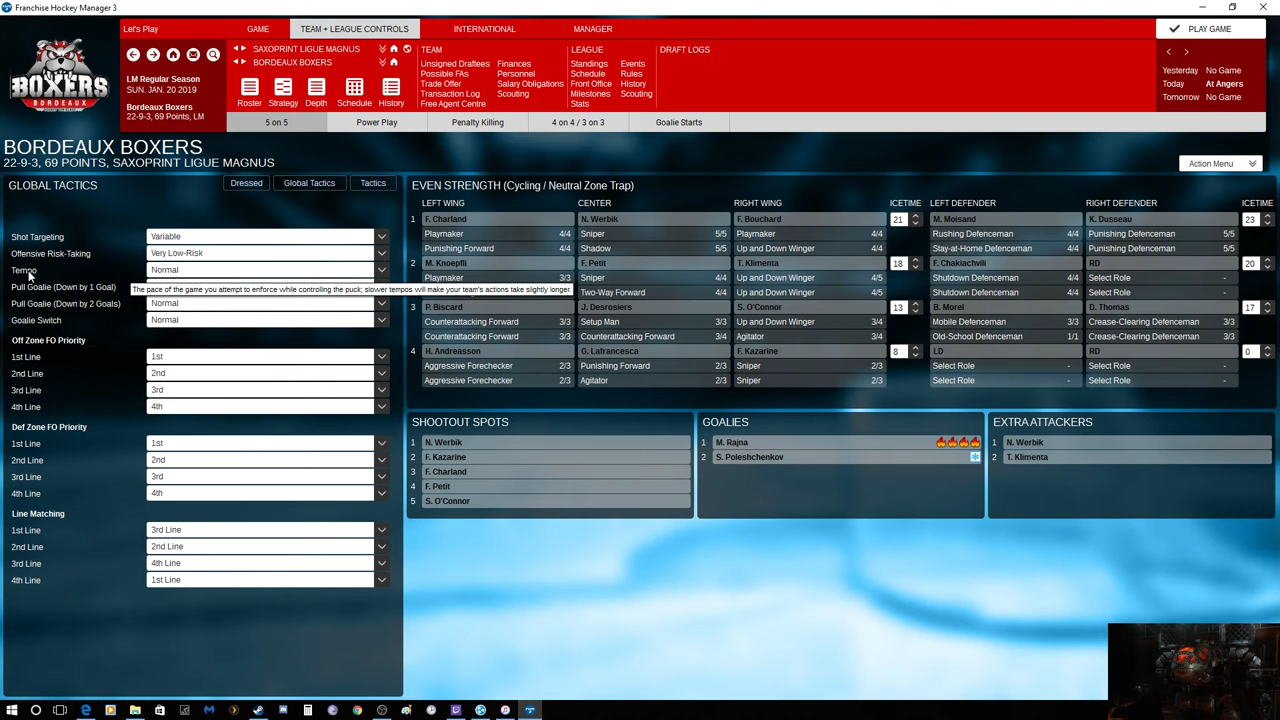 Franchise Hockey Manager 3
Let's Play
GAME
TEAM + LEAGUE CONTROLS
INTERNATIONAL
MANAGER
PLAY GAME
BOXERS
BORDEAUX
LM Regular Season
SUN. JAN. 20 2019
Bordeaux Boxers
22-9-3, 69 Points, LM
SAXOPRINT LIGUE MAGNUS
BORDEAUX BOXERS
Roster
Strategy
Depth
Schedule
History
TEAM
Unsigned Draftees
Finances
Possible FAs
Personnel
Trade Offer
Salary Obligations
Transaction Log
Scouting
Free Agent Centre
LEAGUE
Standings
Events
Schedule
Rules
Front Office
History
Milestones
Scouting
Stats
DRAFT LOGS
Yesterday No Game
Today At Angers
Tomorrow No Game
5 on 5
Power Play
Penalty Killing
4 on 4 / 3 on 3
Goalie Starts
BORDEAUX BOXERS
22-9-3, 69 POINTS, SAXOPRINT LIGUE MAGNUS
Action Menu
GLOBAL TACTICS
Dressed
Global Tactics
Tactics
Shot Targeting Variable
Offensive Risk-Taking Very Low-Risk
Tempo Normal
The pace of the game you attempt to enforce while controlling the puck; slower tempos will make your team's actions take slightly longer.
Pull Goalie (Down by 1 Goal)
Pull Goalie (Down by 2 Goals) Normal
Goalie Switch Normal
Off Zone FO Priority
1st Line 1st
2nd Line 2nd
3rd Line 3rd
4th Line 4th
Def Zone FO Priority
1st Line 1st
2nd Line 2nd
3rd Line 3rd
4th Line 4th
Line Matching
1st Line 3rd Line
2nd Line 2nd Line
3rd Line 4th Line
4th Line 1st Line
EVEN STRENGTH (Cycling / Neutral Zone Trap)
LEFT WING CENTER RIGHT WING ICETIME LEFT DEFENDER RIGHT DEFENDER ICETIME
1 F. Charland N. Werbik F. Bouchard 21 M. Moisand K. Dusseau 23
Playmaker 4/4 Sniper 5/5 Playmaker 4/4 Rushing Defenceman 4/4 Punishing Defenceman 5/5
Punishing Forward 4/4 Shadow 5/5 Up and Down Winger 4/4 Stay-at-Home Defenceman 4/4 Punishing Defenceman 5/5
2 M. Knoepfli F. Petit T. Klimenta 18 F. Chakiachvili RD 20
Playmaker 3/3 Sniper 4/4 Up and Down Winger 4/5 Shutdown Defenceman 4/4 Select Role -
Two-Way Forward 4/4 Up and Down Winger 4/5 Shutdown Defenceman 4/4 Select Role -
3 P. Biscard J. Desrosiers S. O'Connor 13 B. Morel D. Thomas 17
Counterattacking Forward 3/3 Setup Man 3/3 Up and Down Winger 3/4 Mobile Defenceman 3/3 Crease-Clearing Defenceman 3/3
Counterattacking Forward 3/3 Counterattacking Forward 3/3 Agitator 3/4 Old-School Defenceman 1/1 Crease-Clearing Defenceman 3/3
4 H. Andreasson G. Lafrancesca F. Kazarine 8 LD RD 0
Aggressive Forechecker 2/3 Punishing Forward 2/3 Sniper 2/3 Select Role - Select Role -
Aggressive Forechecker 2/3 Agitator 2/3 Sniper 2/3 Select Role - Select Role -
SHOOTOUT SPOTS
1 N. Werbik
2 F. Kazarine
3 F. Charland
4 F. Petit
5 S. O'Connor
GOALIES
1 M. Rajna
2 S. Poleshchenkov
EXTRA ATTACKERS
1 N. Werbik
2 T. Klimenta